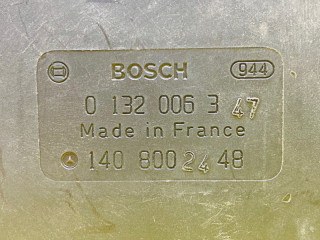 BOSCH 944
0 132 006 3 47
Made in France
140 800 24 48